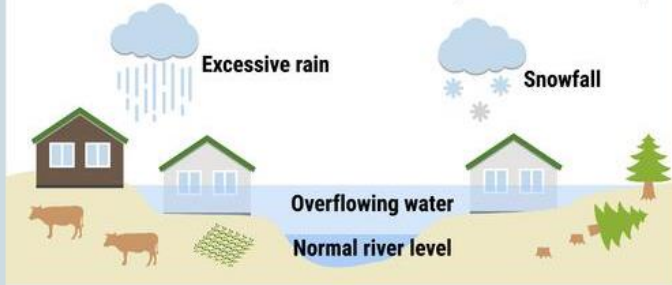 Excessive rain
Snowfall
Overflowing water
Normal river level